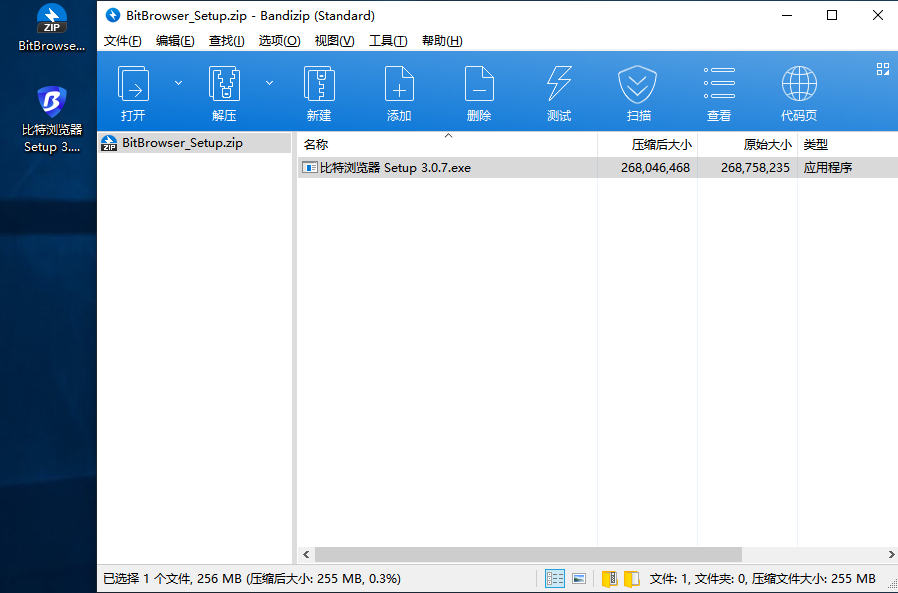 ZIP
BitBrowse...
比特浏览器
Setup 3....
BitBrowser_Setup.zip - Bandizip (Standard)
文件(F) 编辑(E) 查找(I) 选项(O) 视图(V) 工具(T) 帮助(H)
打开 解压 新建 添加 删除 测试 扫描 查看 代码页
ZIP BitBrowser_Setup.zip
名称 压缩后大小 原始大小 类型
比特浏览器 Setup 3.0.7.exe 268,046,468 268,758,235 应用程序
已选择 1 个文件, 256 MB (压缩后大小: 255 MB, 0.3%) 文件: 1, 文件夹: 0, 压缩文件大小: 255 MB